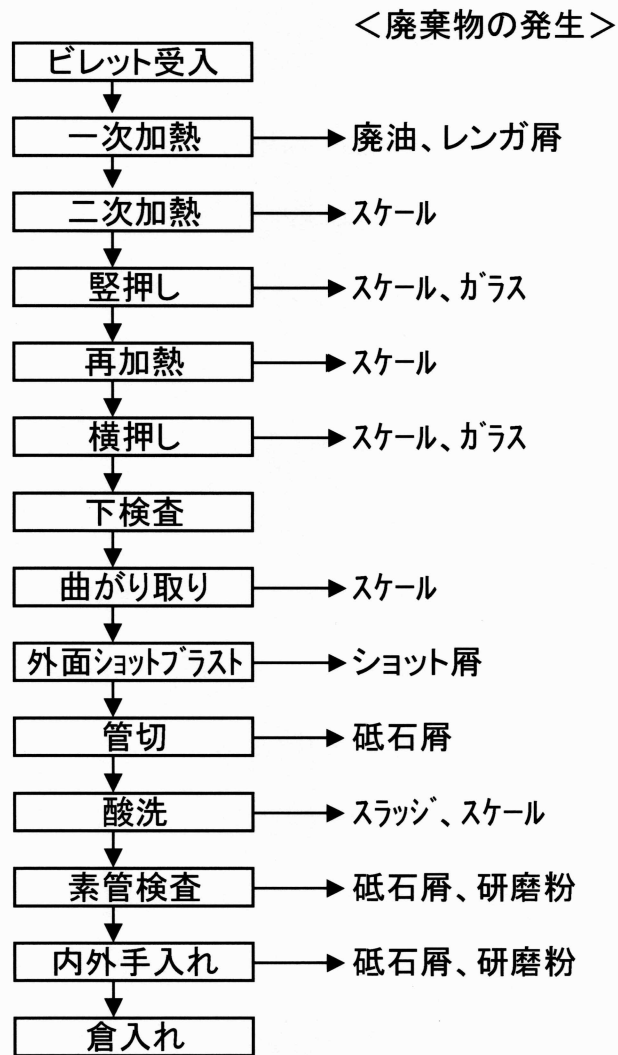 ＜廃棄物の発生＞
ビレット受入
一次加熱
廃油、レンガ屑
二次加熱
スケール
竪押し
スケール、ガラス
再加熱
スケール
横押し
スケール、ガラス
下検査
曲がり取り
スケール
外面ショットブラスト
ショット屑
管切
砥石屑
酸洗
スラッジ、スケール
素管検査
砥石屑、研磨粉
内外手入れ
砥石屑、研磨粉
倉入れ